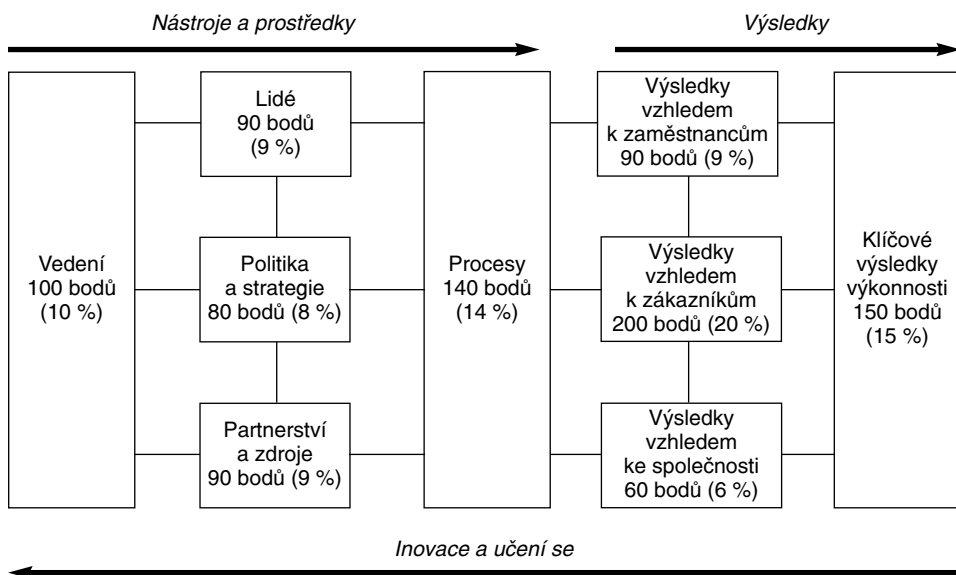 Nástroje a prostředky
Výsledky
Vedení
100 bodů
(10 %)
Lidé
90 bodů
(9 %)
Politika
a strategie
80 bodů (8 %)
Partnerství
a zdroje
90 bodů (9 %)
Procesy
140 bodů
(14 %)
Výsledky
vzhledem
k zaměstnancům
90 bodů (9 %)
Výsledky
vzhledem
k zákazníkům
200 bodů (20 %)
Výsledky
vzhledem
ke společnosti
60 bodů (6 %)
Klíčové
výsledky
výkonnosti
150 bodů
(15 %)
Inovace a učení se